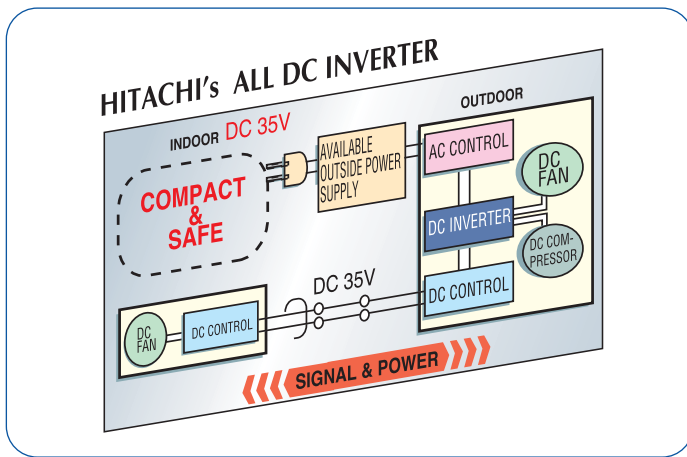 HITACHI's ALL DC INVERTER
INDOOR DC 35V
OUTDOOR
COMPACT
&
SAFE
AVAILABLE
OUTSIDE POWER
SUPPLY
AC CONTROL
DC
FAN
DC INVERTER
DC COM-
PRESSOR
DC CONTROL
DC 35V
DC
FAN
DC CONTROL
SIGNAL & POWER